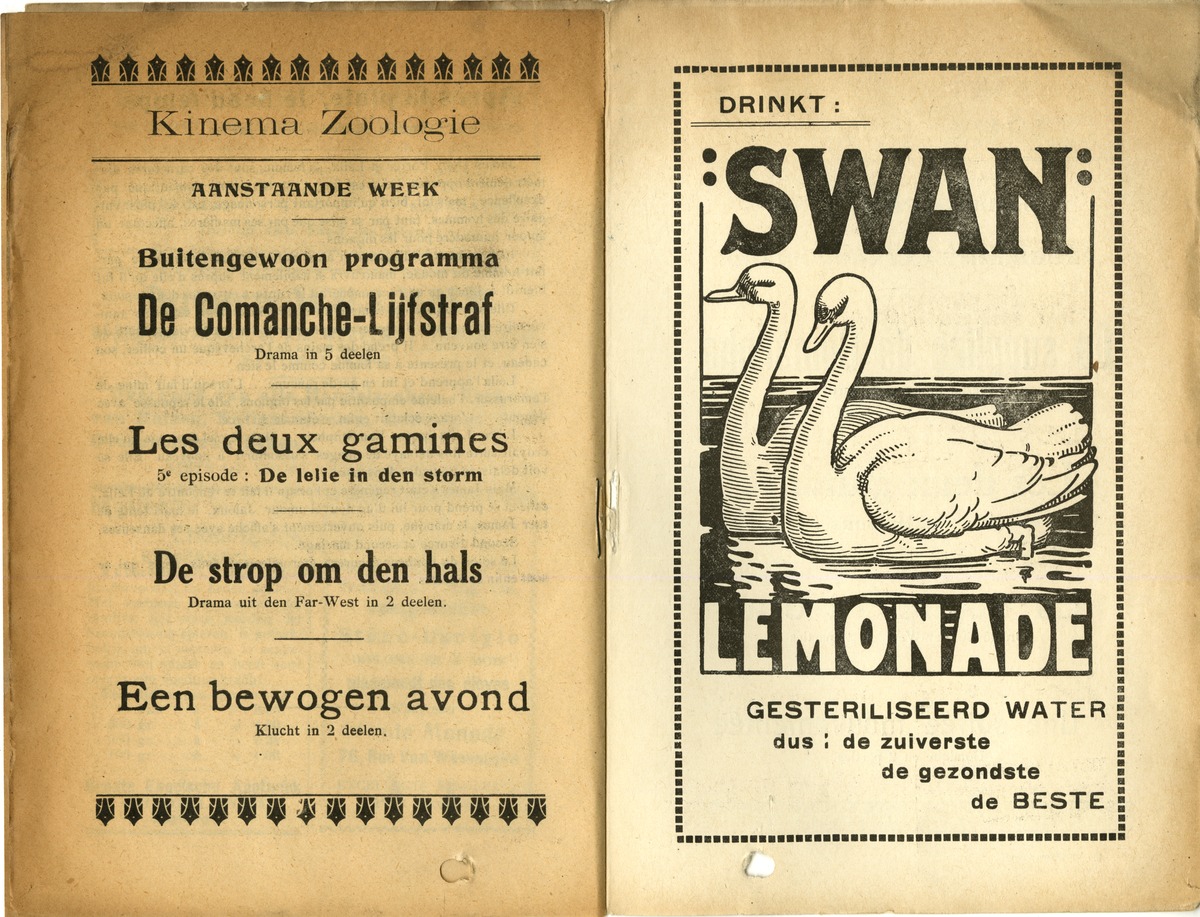 Kinema Zoologie
AANSTAANDE WEEK
Buitengewoon programma
De Comanche-Lijfstraf
Drama in 5 deelen
Les deux gamines
5e episode : De lelie in den storm
De strop om den hals
Drama uit den Far-West in 2 deelen.
Een bewogen avond
Klucht in 2 deelen.
DRINKT :
:SWAN:
LEMONADE
GESTERILISEERD WATER
dus : de zuiverste
de gezondste
de BESTE